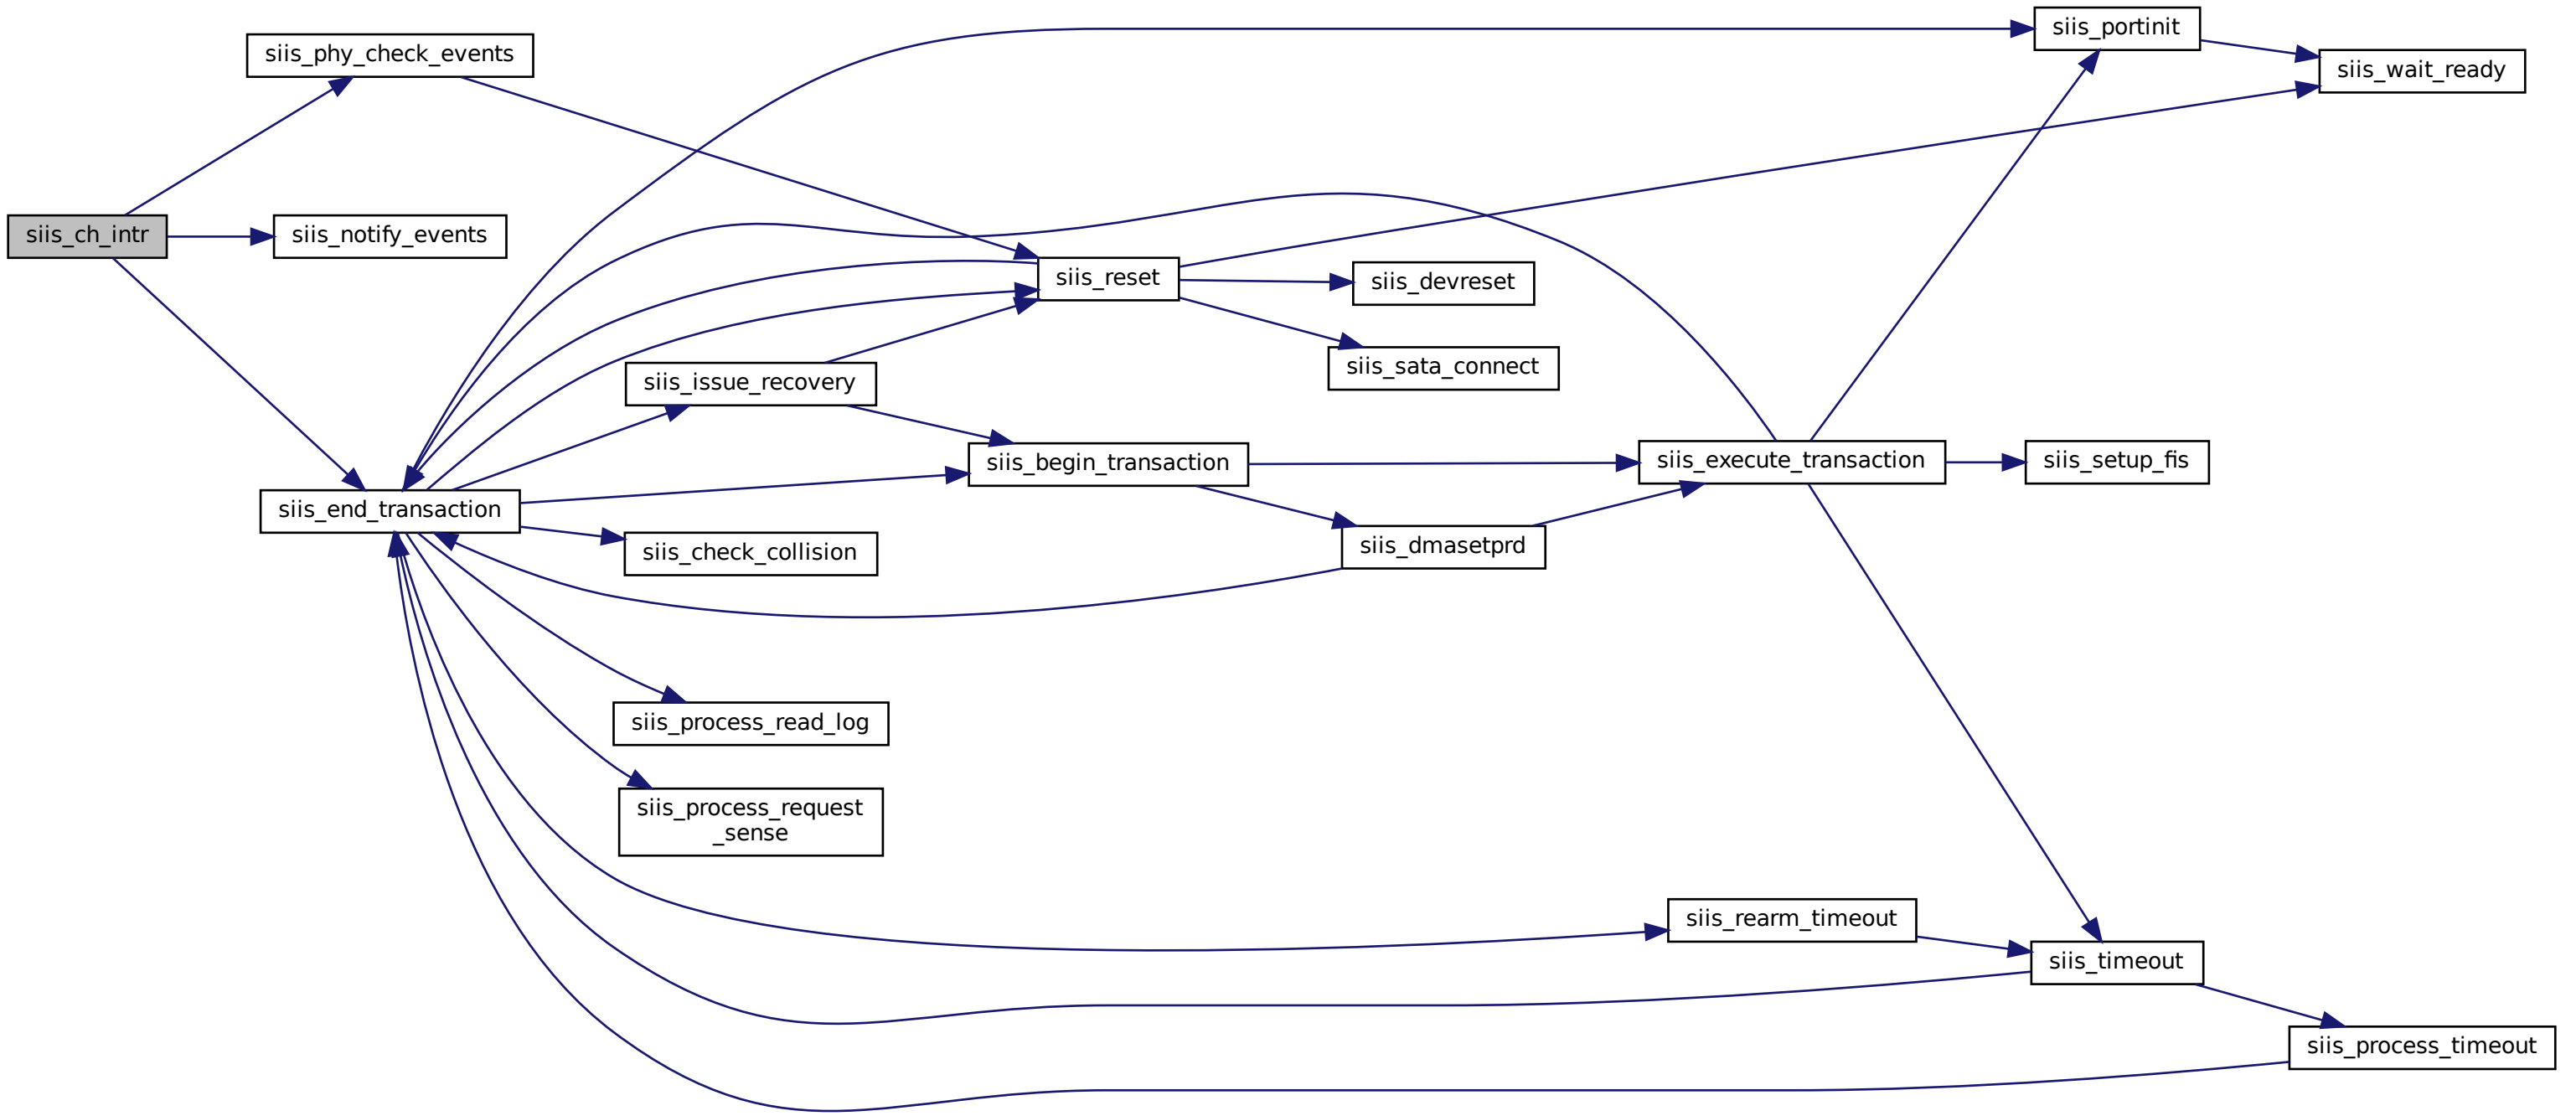 siis_portinit
siis_phy_check_events
siis_wait_ready
siis_ch_intr
siis_notify_events
siis_reset
siis_devreset
siis_sata_connect
siis_issue_recovery
siis_begin_transaction
siis_execute_transaction
siis_setup_fis
siis_end_transaction
siis_check_collision
siis_dmasetprd
siis_process_read_log
siis_process_request
_sense
siis_rearm_timeout
siis_timeout
siis_process_timeout